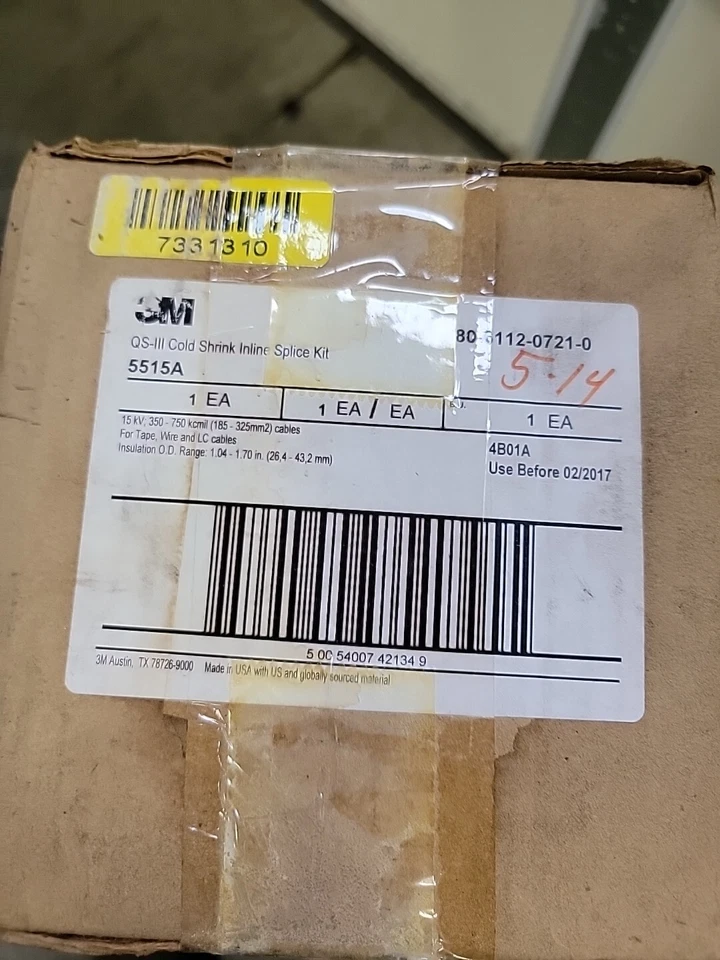 7331310
3M
QS-III Cold Shrink Inline Splice Kit
5515A
80-6112-0721-0
5-14
1 EA
1 EA / EA
1 EA
15 kV, 350 - 750 kcmil (185 - 325mm2) cables
For Tape, Wire and LC cables
Insulation O.D. Range: 1.04 - 1.70 in. (26,4 - 43,2 mm)
4B01A
Use Before 02/2017
5 00 54007 42134 9
3M Austin, TX 78726-9000 Made in USA with US and globally sourced material